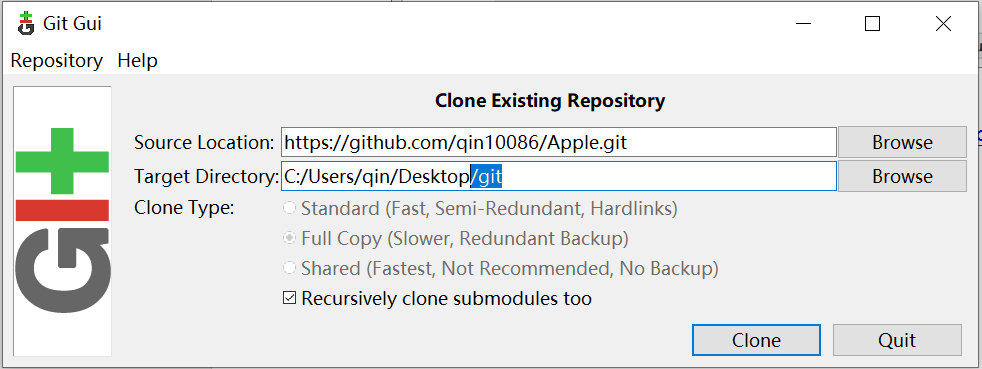 Git Gui
Repository Help
Clone Existing Repository
Source Location: https://github.com/qin10086/Apple.git Browse
Target Directory: C:/Users/qin/Desktop/git Browse
Clone Type: Standard (Fast, Semi-Redundant, Hardlinks)
Full Copy (Slower, Redundant Backup)
Shared (Fastest, Not Recommended, No Backup)
Recursively clone submodules too
Clone Quit
GIt